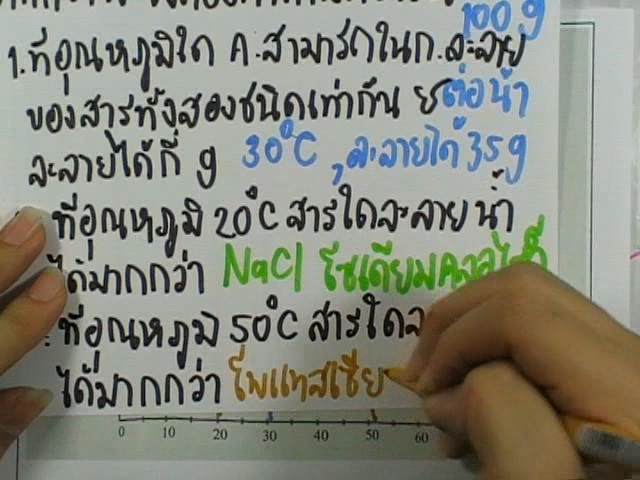 100 g
1. ที่อุณหภูมิใด ค.สามารถในก.ละลาย
ของสารทั้งสองชนิดเท่ากัน ต่อน้ำ
ละลายได้กี่ g 30°C , ละลายได้ 35g
ที่อุณหภูมิ 20°C สารใดละลายน้ำ
ได้มากกว่า NaCl โซเดียมคลอไรด์
ที่อุณหภูมิ 50°C สารใดล
ได้มากกว่า โพแทสเซีย
0 10 20 30 40 50 60